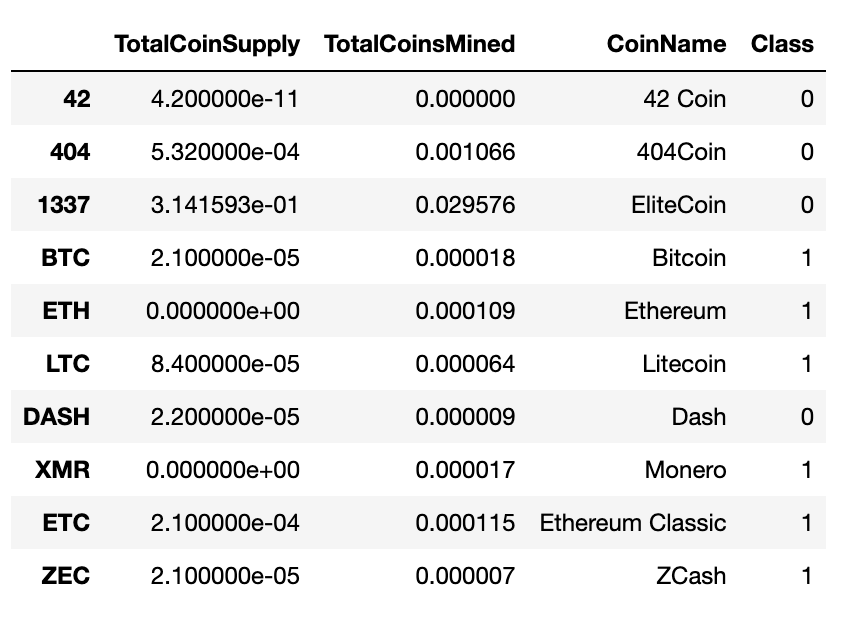 TotalCoinSupply TotalCoinsMined CoinName Class
42 4.200000e-11 0.000000 42 Coin 0
404 5.320000e-04 0.001066 404Coin 0
1337 3.141593e-01 0.029576 EliteCoin 0
BTC 2.100000e-05 0.000018 Bitcoin 1
ETH 0.000000e+00 0.000109 Ethereum 1
LTC 8.400000e-05 0.000064 Litecoin 1
DASH 2.200000e-05 0.000009 Dash 0
XMR 0.000000e+00 0.000017 Monero 1
ETC 2.100000e-04 0.000115 Ethereum Classic 1
ZEC 2.100000e-05 0.000007 ZCash 1